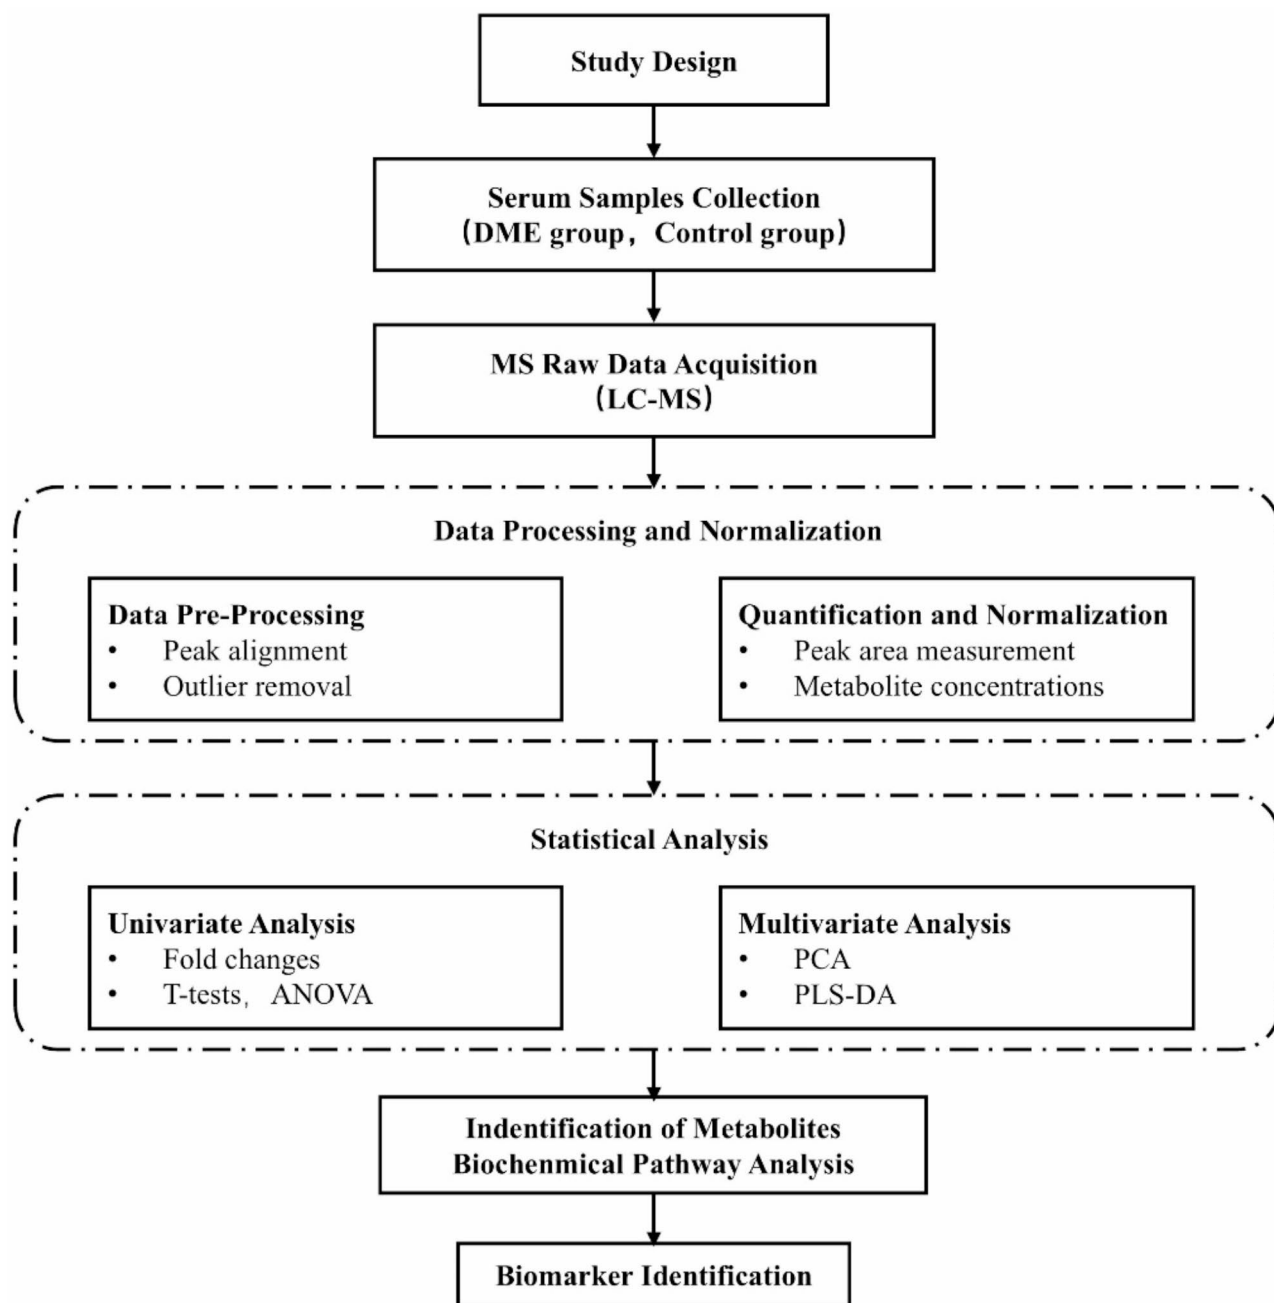 Study Design
Serum Samples Collection
(DME group，Control group)
MS Raw Data Acquisition
(LC-MS)
Data Processing and Normalization
Data Pre-Processing
• Peak alignment
• Outlier removal
Quantification and Normalization
• Peak area measurement
• Metabolite concentrations
Statistical Analysis
Univariate Analysis
• Fold changes
• T-tests，ANOVA
Multivariate Analysis
• PCA
• PLS-DA
Indentification of Metabolites
Biochenmical Pathway Analysis
Biomarker Identification